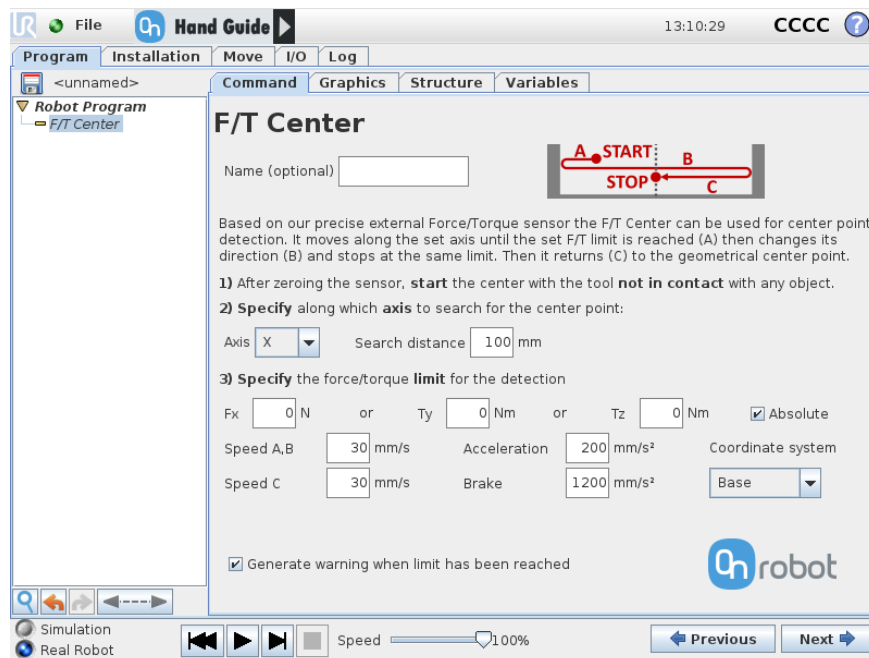 UR File On Hand Guide 13:10:29 CCCC ?
Program Installation Move I/O Log
<unnamed> Command Graphics Structure Variables
Robot Program
F/T Center
F/T Center
Name (optional)
A START B
STOP C
Based on our precise external Force/Torque sensor the F/T Center can be used for center point
detection. It moves along the set axis until the set F/T limit is reached (A) then changes its
direction (B) and stops at the same limit. Then it returns (C) to the geometrical center point.
1) After zeroing the sensor, start the center with the tool not in contact with any object.
2) Specify along which axis to search for the center point:
Axis X Search distance 100 mm
3) Specify the force/torque limit for the detection
Fx 0 N or Ty 0 Nm or Tz 0 Nm Absolute
Speed A,B 30 mm/s Acceleration 200 mm/s² Coordinate system
Speed C 30 mm/s Brake 1200 mm/s² Base
Generate warning when limit has been reached
On robot
Simulation
Real Robot
Speed 100% Previous Next